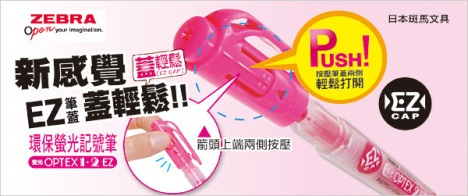 ZEBRA
Open your imagination.
日本斑馬文具
新感覺
蓋輕鬆
EZ CAP
EZ筆蓋蓋輕鬆!!
環保螢光記號筆
螢光 OPTEX 1・2 EZ
PUSH!
按壓筆蓋兩側
輕鬆打開
箭頭上端兩側按壓
EZ
CAP
EZ OPTEX